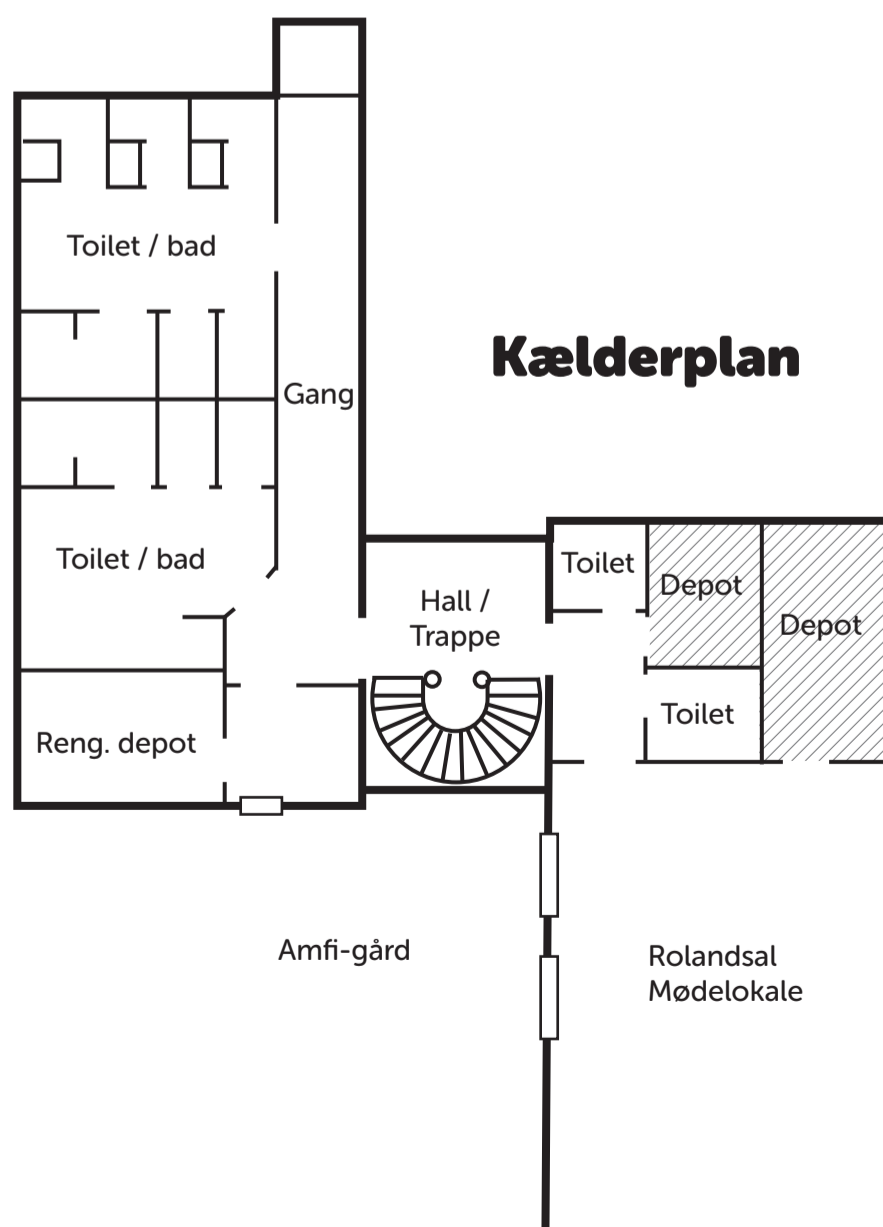 Toilet / bad
Kælderplan
Gang
Toilet / bad
Toilet
Depot
Hall /
Trappe
Depot
Toilet
Reng. depot
Amfi-gård
Rolandsal
Mødelokale